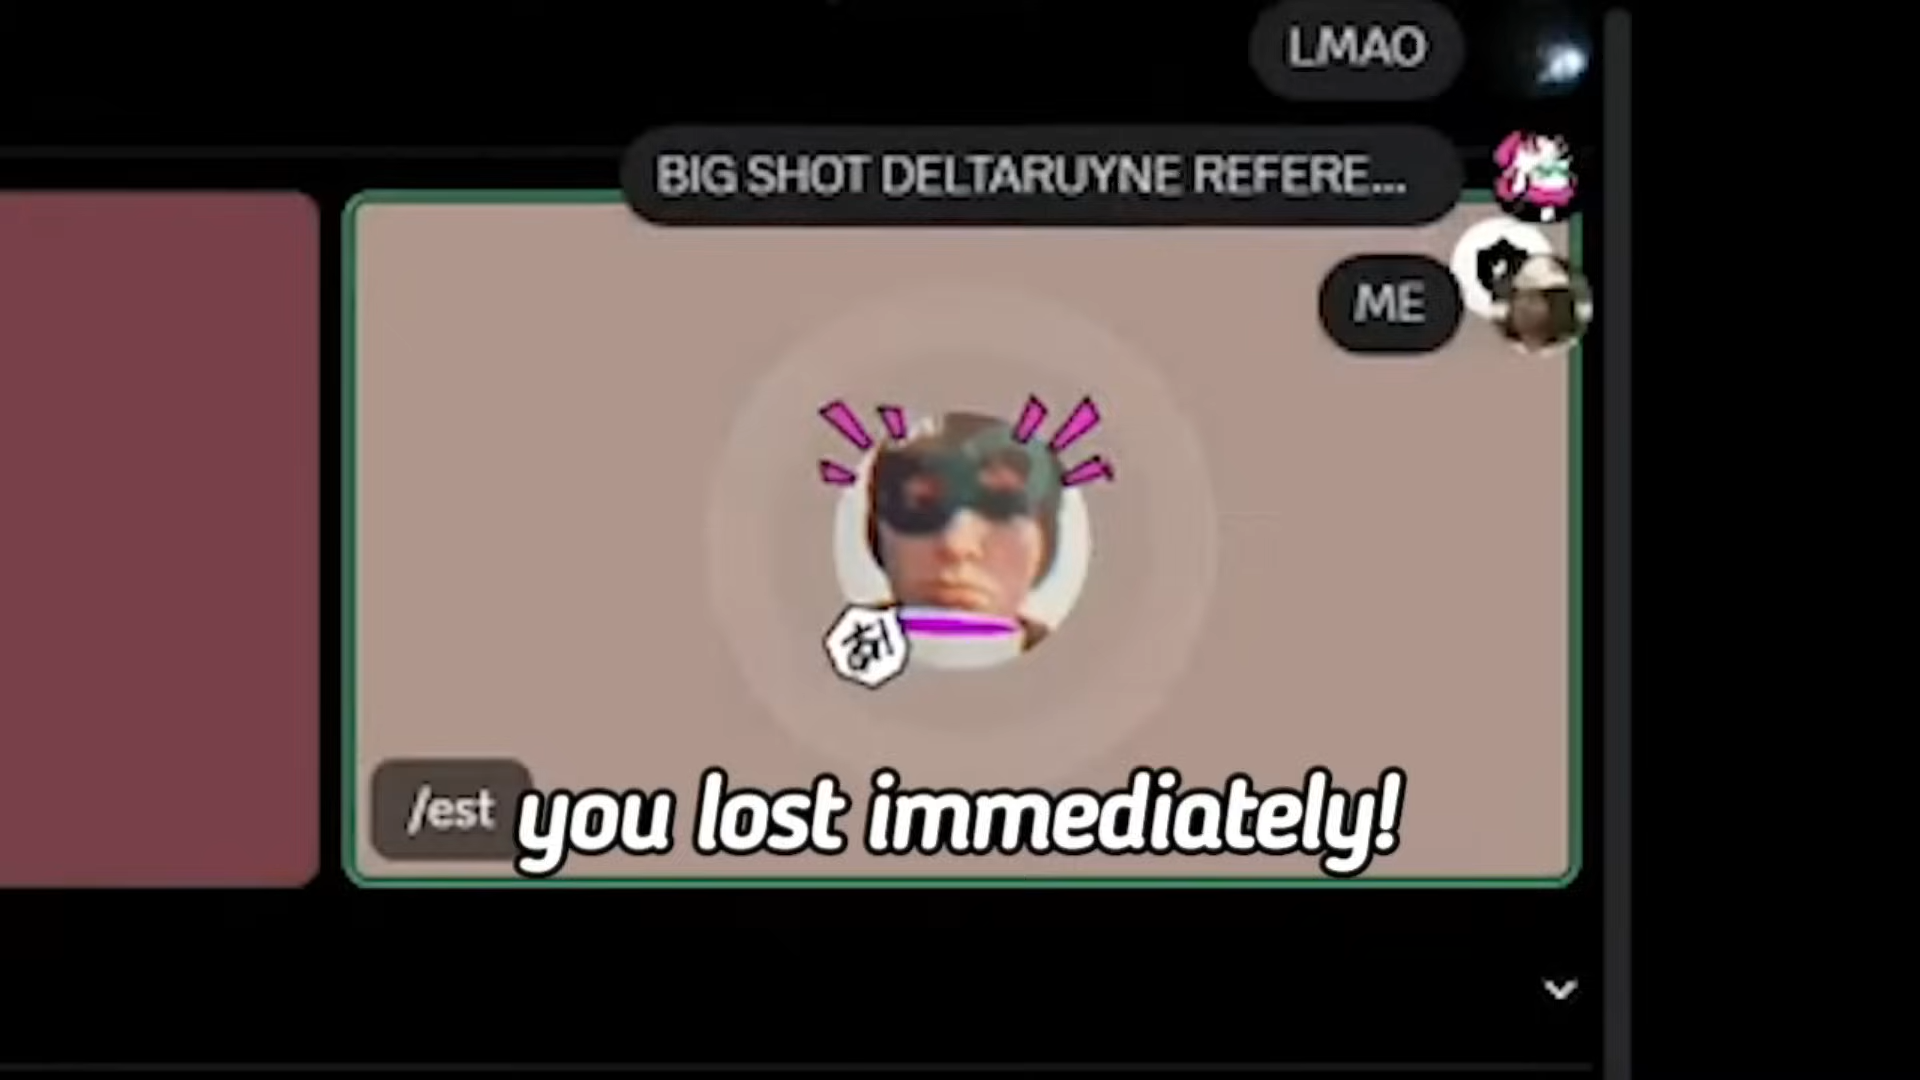 LMAO
BIG SHOT DELTARUYNE REFERE...
ME
/est
you lost immediately!